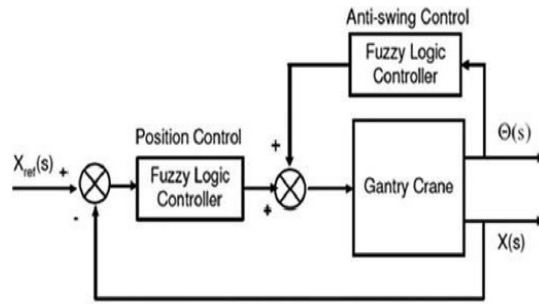 Anti-swing Control
Fuzzy Logic
Controller
Position Control
X_ref(s) +
-
Fuzzy Logic
Controller
+
+
Gantry Crane
Θ(s)
X(s)